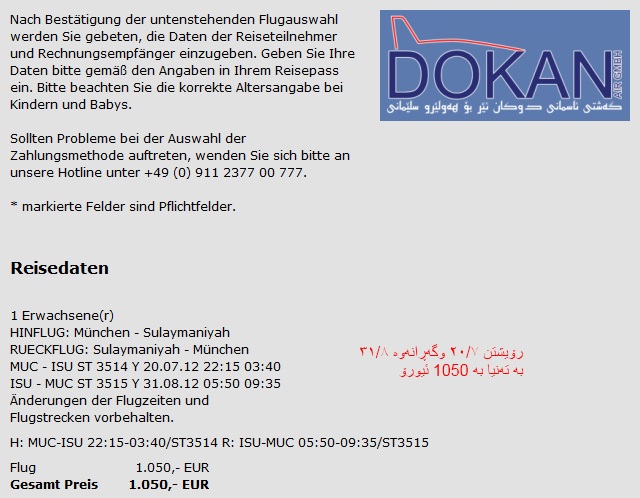 Nach Bestätigung der untenstehenden Flugauswahl
werden Sie gebeten, die Daten der Reiseteilnehmer
und Rechnungsempfänger einzugeben. Geben Sie Ihre
Daten bitte gemäß den Angaben in Ihrem Reisepass
ein. Bitte beachten Sie die korrekte Altersangabe bei
Kindern und Babys.
DOKAN
AIR GMBH
كەشتی ئاسمانی دوکان ئێر بۆ هەولێرو سلێمانی
Sollten Probleme bei der Auswahl der
Zahlungsmethode auftreten, wenden Sie sich bitte an
unsere Hotline unter +49 (0) 911 2377 00 777.
* markierte Felder sind Pflichtfelder.
Reisedaten
1 Erwachsene(r)
HINFLUG: München - Sulaymaniyah
RUECKFLUG: Sulaymaniyah - München
MUC - ISU ST 3514 Y 20.07.12 22:15 03:40
ISU - MUC ST 3515 Y 31.08.12 05:50 09:35
Änderungen der Flugzeiten und
Flugstrecken vorbehalten.
رۆیشتن ٢٠/٧ وگەڕانەوە ٣١/٨
بە تەنیا بە 1050 ئیورۆ
H: MUC-ISU 22:15-03:40/ST3514 R: ISU-MUC 05:50-09:35/ST3515
Flug 1.050,- EUR
Gesamt Preis 1.050,- EUR